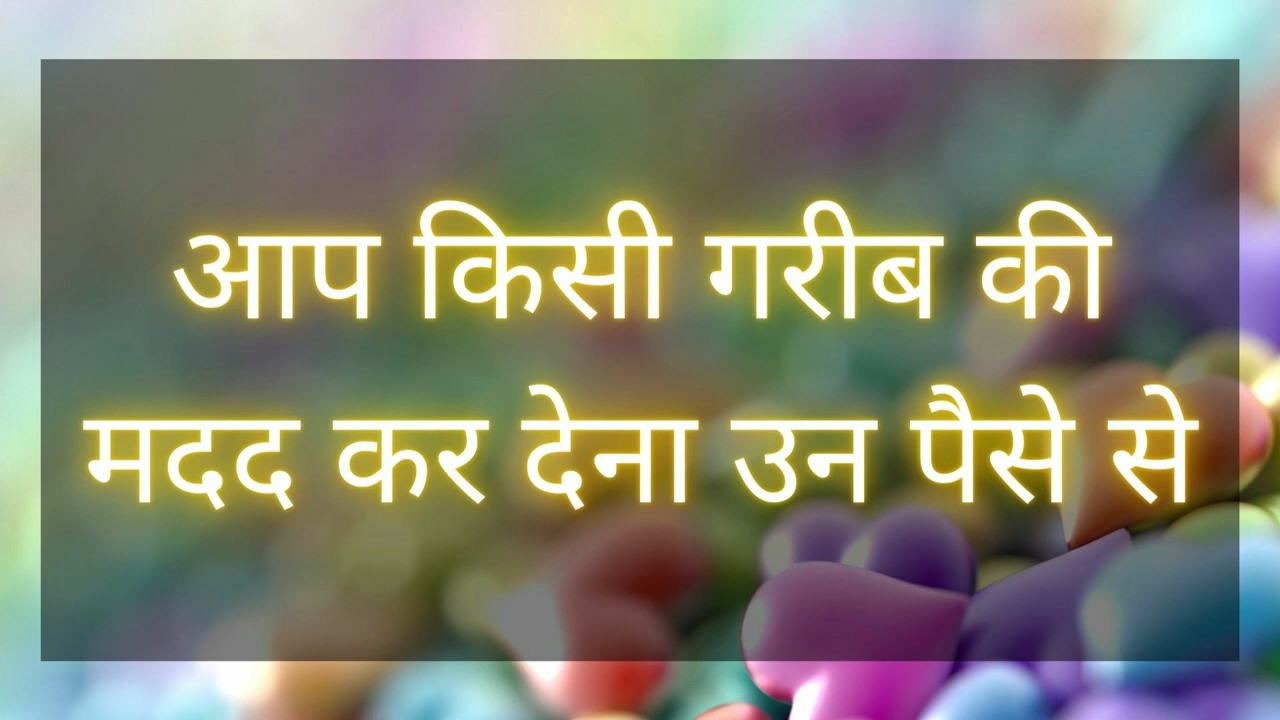 आप किसी गरीब की
मदद कर देना उन पैसे से